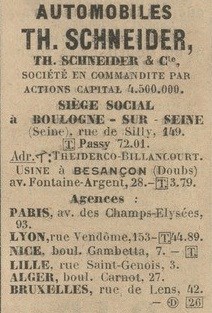 AUTOMOBILES
TH. SCHNEIDER,
TH. SCHNEIDER & Cie,
SOCIÉTÉ EN COMMANDITE PAR
ACTIONS CAPITAL 4.500.000.
SIÈGE SOCIAL
à BOULOGNE - SUR - SEINE
(Seine), rue de Silly, 149.
T Passy 72.01.
Adr. T: THEIDERCO-BILLANCOURT.
USINE à BESANÇON (Doubs)
av. Fontaine-Argent, 28.-T 3.79.
Agences :
PARIS, av. des Champs-Elysées,
93.
LYON, rue Vendôme, 153-T 44.89.
NICE, boul. Gambetta, 7. -T
LILLE, rue Saint-Genois, 3.
ALGER, boul. Carnot, 27.
BRUXELLES, rue de Lens, 42.
- D 26